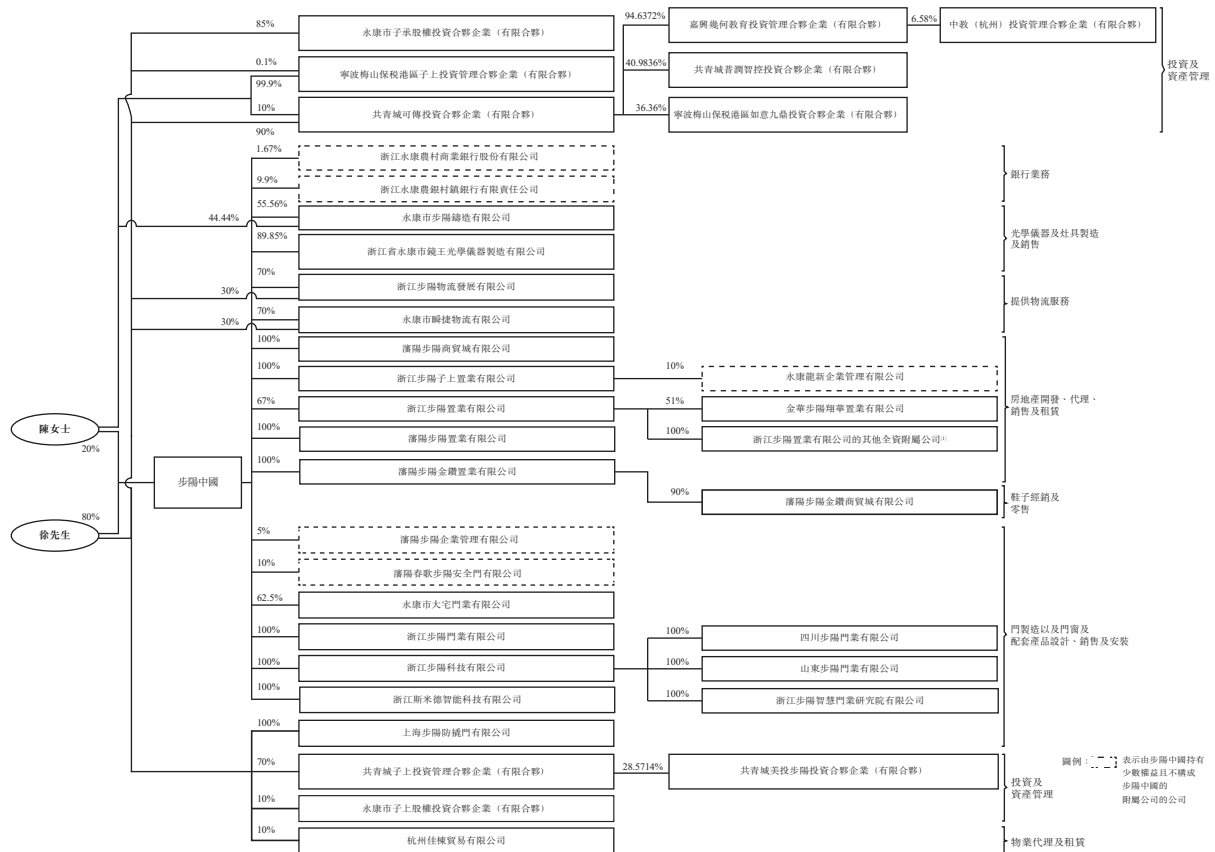 85%
永康市子承股權投資合夥企業（有限合夥）
94.6372%
嘉興幾何教育投資管理合夥企業（有限合夥）
6.58%
中教（杭州）投資管理合夥企業（有限合夥）
投資及
資產管理
0.1%
寧波梅山保稅港區子上投資管理合夥企業（有限合夥）
99.9%
40.9836%
共青城普潤智控投資合夥企業（有限合夥）
10%
共青城可傳投資合夥企業（有限合夥）
36.36%
寧波梅山保稅港區如意九鼎投資合夥企業（有限合夥）
90%
1.67%
浙江永康農村商業銀行股份有限公司
銀行業務
9.9%
浙江永康農銀村鎮銀行有限責任公司
55.56%
44.44%
永康市步陽鑄造有限公司
光學儀器及灶具製造
及銷售
89.85%
浙江省永康市鏡王光學儀器製造有限公司
70%
30%
浙江步陽物流發展有限公司
提供物流服務
70%
30%
永康市瞬捷物流有限公司
100%
瀋陽步陽商貿城有限公司
100%
浙江步陽子上置業有限公司
10%
永康龍新企業管理有限公司
房地產開發、代理、
銷售及租賃
67%
浙江步陽置業有限公司
51%
金華步陽翔華置業有限公司
陳女士
20%
100%
瀋陽步陽置業有限公司
100%
浙江步陽置業有限公司的其他全資附屬公司(1)
步陽中國
100%
瀋陽步陽金鑽置業有限公司
90%
瀋陽步陽金鑽商貿城有限公司
鞋子經銷及
零售
80%
徐先生
5%
瀋陽步陽企業管理有限公司
10%
瀋陽春歌步陽安全門有限公司
62.5%
永康市大宅門業有限公司
100%
浙江步陽門業有限公司
100%
四川步陽門業有限公司
門製造以及門窗及
配套產品設計、銷售及安裝
100%
浙江步陽科技有限公司
100%
山東步陽門業有限公司
100%
浙江斯米德智能科技有限公司
100%
浙江步陽智慧門業研究院有限公司
100%
上海步陽防撬門有限公司
70%
共青城子上投資管理合夥企業（有限合夥）
28.5714%
共青城美投步陽投資合夥企業（有限合夥）
投資及
資產管理
圖例：
表示由步陽中國持有
少數權益且不構成
步陽中國的
附屬公司的公司
10%
永康市子上股權投資合夥企業（有限合夥）
10%
杭州佳棟貿易有限公司
物業代理及租賃